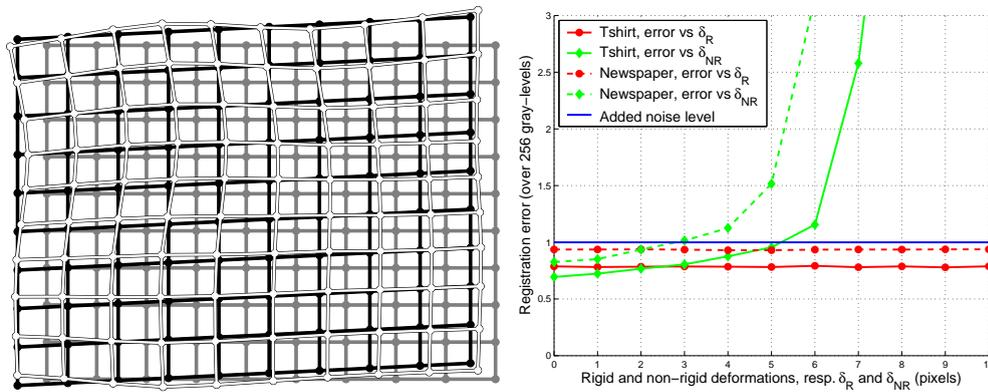 3
2.5
2
1.5
1
0.5
0
Registration error (over 256 gray−levels)
Tshirt, error vs δR
Tshirt, error vs δNR
Newspaper, error vs δR
Newspaper, error vs δNR
Added noise level
0 1 2 3 4 5 6 7 8 9 10
Rigid and non−rigid deformations, resp. δR and δNR (pixels)